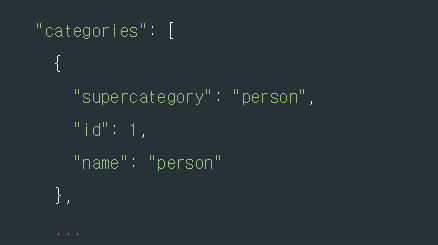 "categories": [
{
"supercategory": "person",
"id": 1,
"name": "person"
},
...